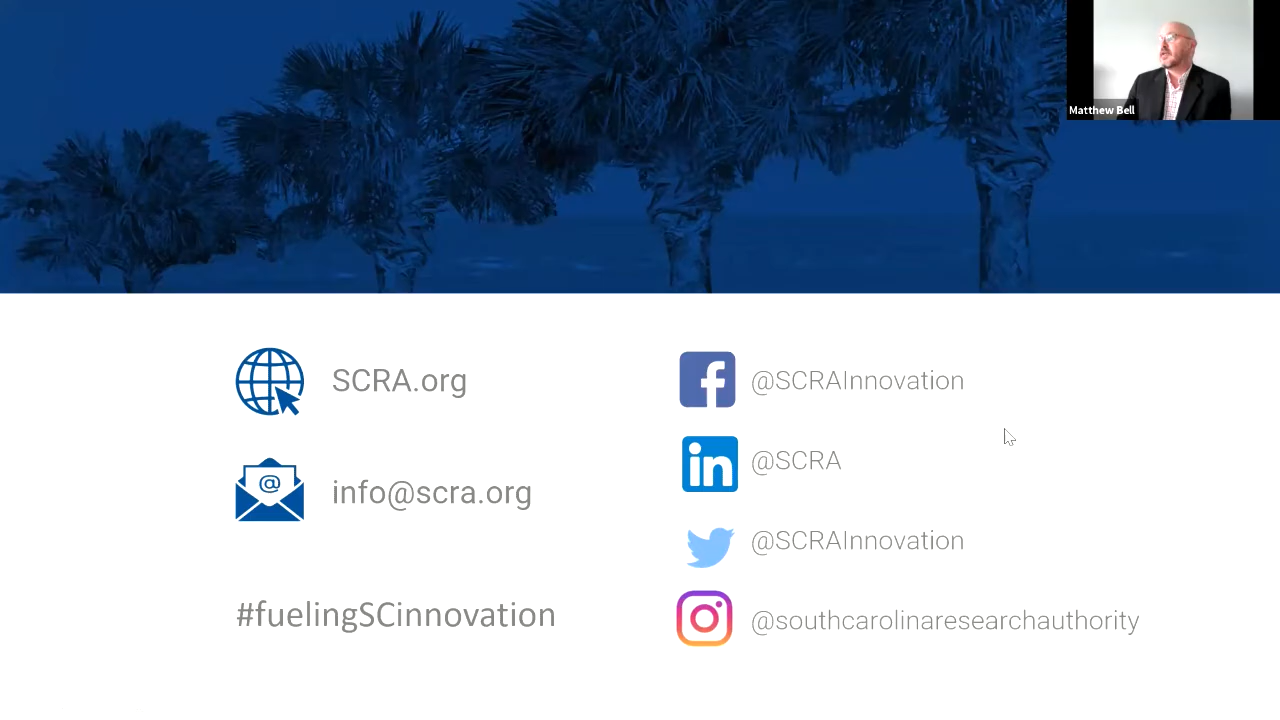 Matthew Bell
SCRA.org
info@scra.org
#fuelingSCinnovation
@SCRAInnovation
@SCRA
@SCRAInnovation
@southcarolinaresearchauthority